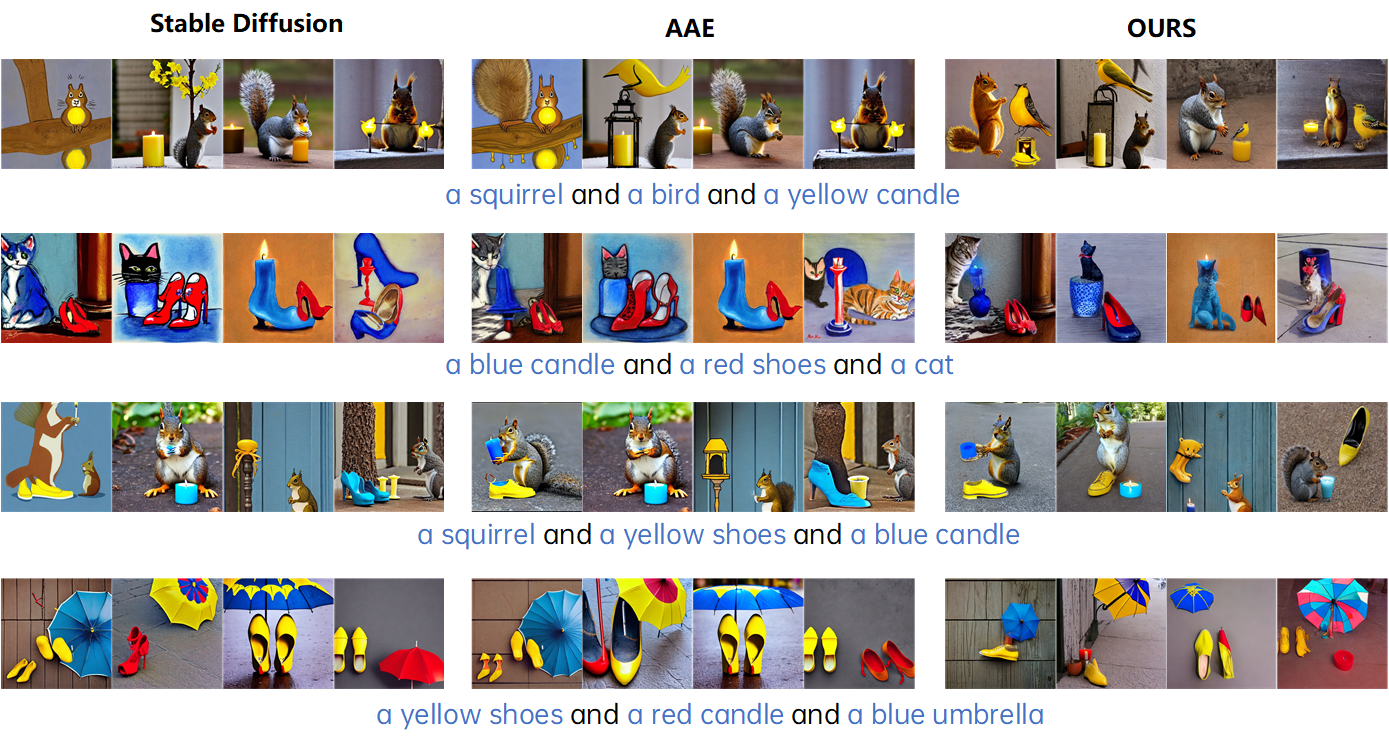 Stable Diffusion
AAE
OURS
a squirrel and a bird and a yellow candle
a blue candle and a red shoes and a cat
a squirrel and a yellow shoes and a blue candle
a yellow shoes and a red candle and a blue umbrella